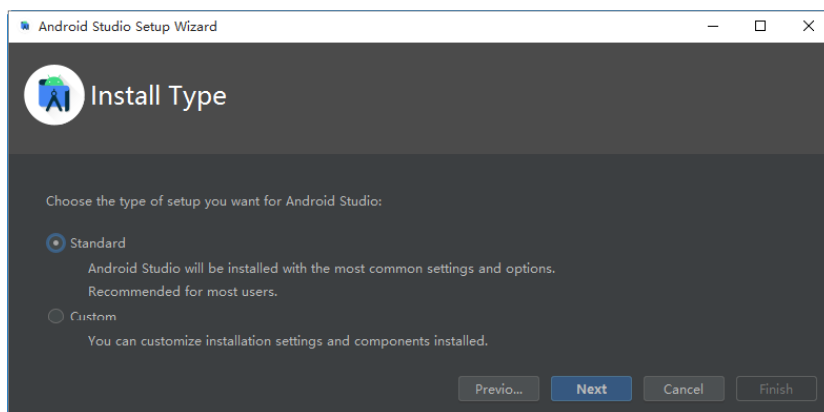 Android Studio Setup Wizard
Install Type
Choose the type of setup you want for Android Studio:
Standard
Android Studio will be installed with the most common settings and options.
Recommended for most users.
Custom
You can customize installation settings and components installed.
Previo... Next Cancel Finish